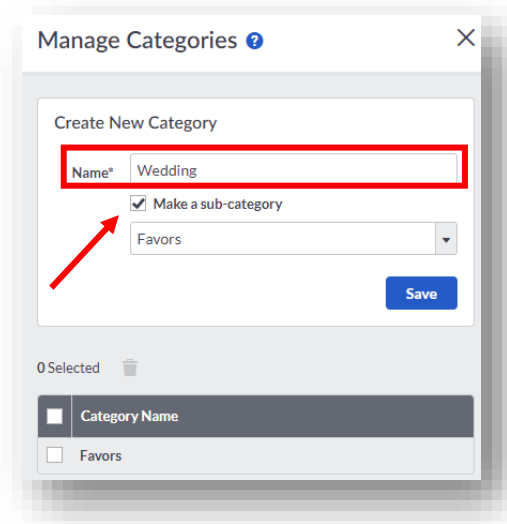 Manage Categories ?
Create New Category
Name* Wedding
Make a sub-category
Favors
Save
0 Selected
Category Name
Favors